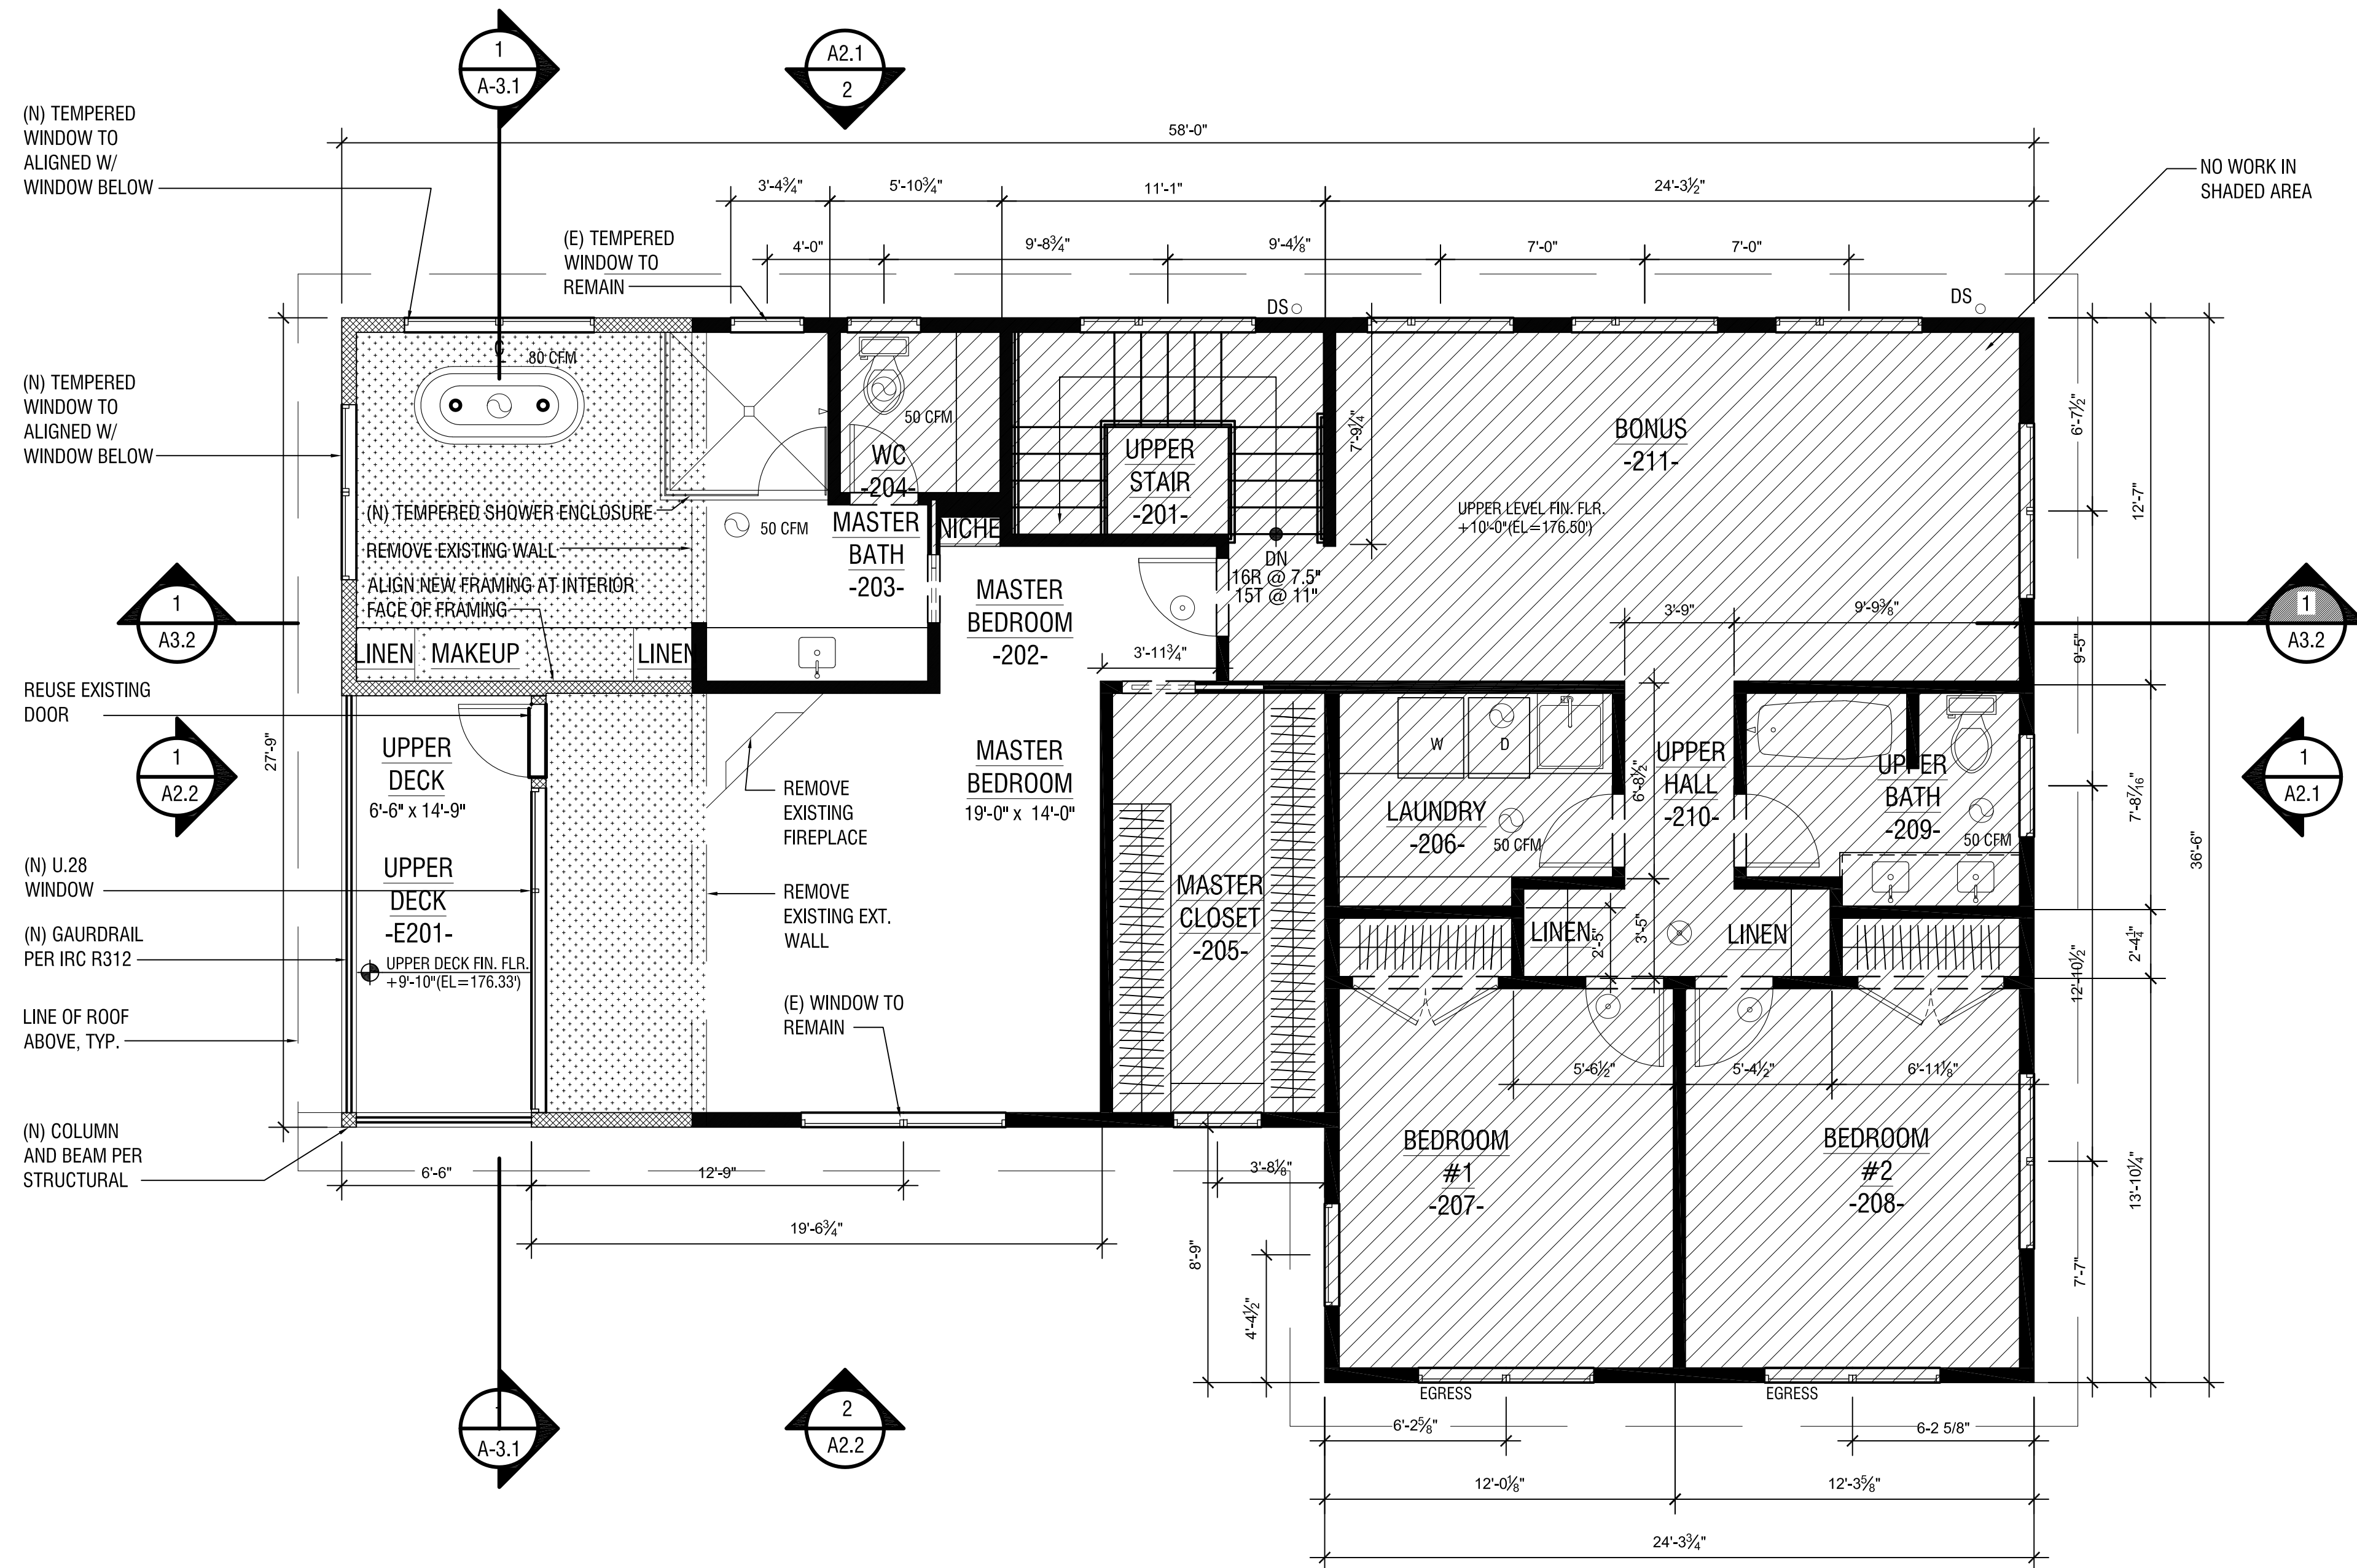 1
A-3.1
A2.1
2
(N) TEMPERED
WINDOW TO
ALIGNED W/
WINDOW BELOW
58'-0"
NO WORK IN
SHADED AREA
3'-4¾"
5'-10¾"
11'-1"
24'-3½"
(E) TEMPERED
WINDOW TO
REMAIN
4'-0"
9'-8¾"
9'-4⅛"
7'-0"
7'-0"
DS
DS
(N) TEMPERED
WINDOW TO
ALIGNED W/
WINDOW BELOW
80 CFM
50 CFM
WC
-204-
UPPER
STAIR
-201-
7'-9¼"
BONUS
-211-
UPPER LEVEL FIN. FLR.
+10'-0"(EL=176.50')
6'-7½"
12'-7"
(N) TEMPERED SHOWER ENCLOSURE
50 CFM
MASTER
BATH
-203-
NICHE
REMOVE EXISTING WALL
ALIGN NEW FRAMING AT INTERIOR
FACE OF FRAMING
DN
16R @ 7.5"
15T @ 11"
MASTER
BEDROOM
-202-
1
A3.2
3'-9"
9'-9⅜"
1
A3.2
LINEN
MAKEUP
LINEN
3'-11¾"
9'-5"
REUSE EXISTING
DOOR
1
A2.2
27'-9"
UPPER
DECK
6'-6" x 14'-9"
REMOVE
EXISTING
FIREPLACE
MASTER
BEDROOM
19'-0" x 14'-0"
W
D
LAUNDRY
-206-
50 CFM
6'-8½"
UPPER
HALL
-210-
UPPER
BATH
-209-
50 CFM
7'-8⁷⁄₁₆"
36'-6"
1
A2.1
(N) U.28
WINDOW
UPPER
DECK
-E201-
REMOVE
EXISTING EXT.
WALL
MASTER
CLOSET
-205-
(N) GAURDRAIL
PER IRC R312
UPPER DECK FIN. FLR.
+9'-10"(EL=176.33')
LINEN
2'-5"
3'-5"
LINEN
12'-10½"
2'-4¼"
LINE OF ROOF
ABOVE, TYP.
(E) WINDOW TO
REMAIN
5'-6½"
5'-4½"
6'-11⅛"
(N) COLUMN
AND BEAM PER
STRUCTURAL
6'-6"
12'-9"
3'-8⅛"
BEDROOM
#1
-207-
BEDROOM
#2
-208-
13'-10¼"
19'-6¾"
8'-9"
4'-4½"
7'-7"
EGRESS
EGRESS
1
A-3.1
2
A2.2
6'-2⅝"
6-2 5/8"
12'-0⅛"
12'-3⅝"
24'-3¾"